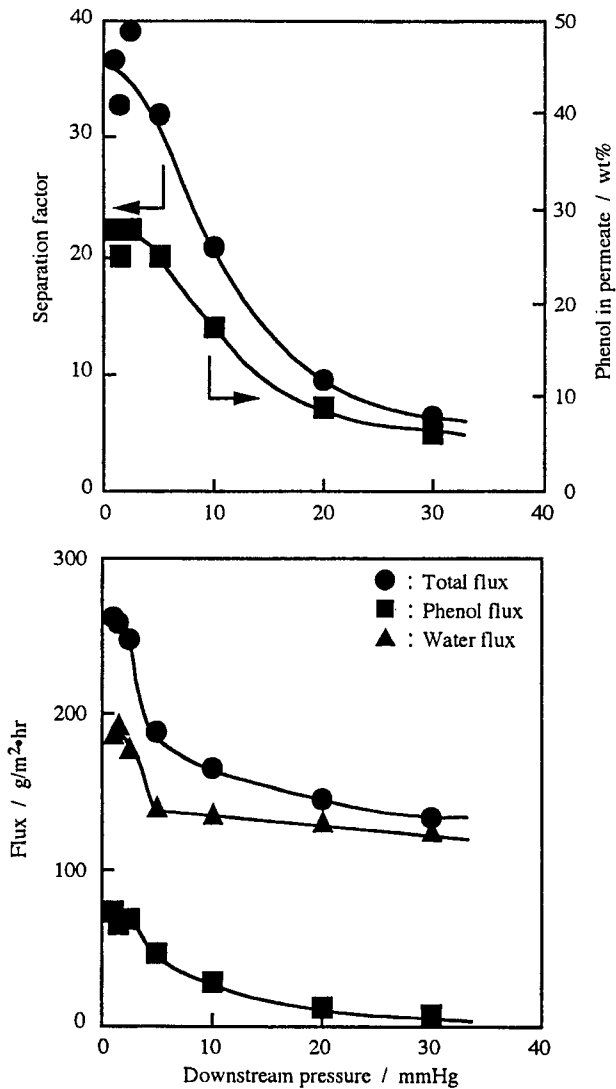 40
30
20
10
0
Separation factor
50
40
30
20
10
0
Phenol in permeate / wt%
0 10 20 30 40
300
200
100
0
Flux / g/m²•hr
: Total flux
: Phenol flux
: Water flux
0 10 20 30 40
Downstream pressure / mmHg